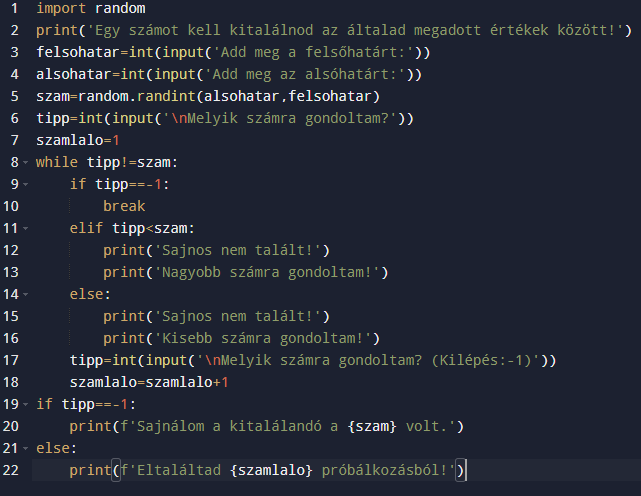 1 import random
2 print('Egy számot kell kitalálnod az általad megadott értékek között!')
3 felsohatar=int(input('Add meg a felsőhatárt:'))
4 alsohatar=int(input('Add meg az alsóhatárt:'))
5 szam=random.randint(alsohatar,felsohatar)
6 tipp=int(input('\nMelyik számra gondoltam?'))
7 szamlalo=1
8 while tipp!=szam:
9     if tipp==-1:
10         break
11     elif tipp<szam:
12         print('Sajnos nem talált!')
13         print('Nagyobb számra gondoltam!')
14     else:
15         print('Sajnos nem talált!')
16         print('Kisebb számra gondoltam!')
17     tipp=int(input('\nMelyik számra gondoltam? (Kilépés:-1)'))
18     szamlalo=szamlalo+1
19 if tipp==-1:
20     print(f'Sajnálom a kitalálandó a {szam} volt.')
21 else:
22     print(f'Eltaláltad {szamlalo} próbálkozásból!')